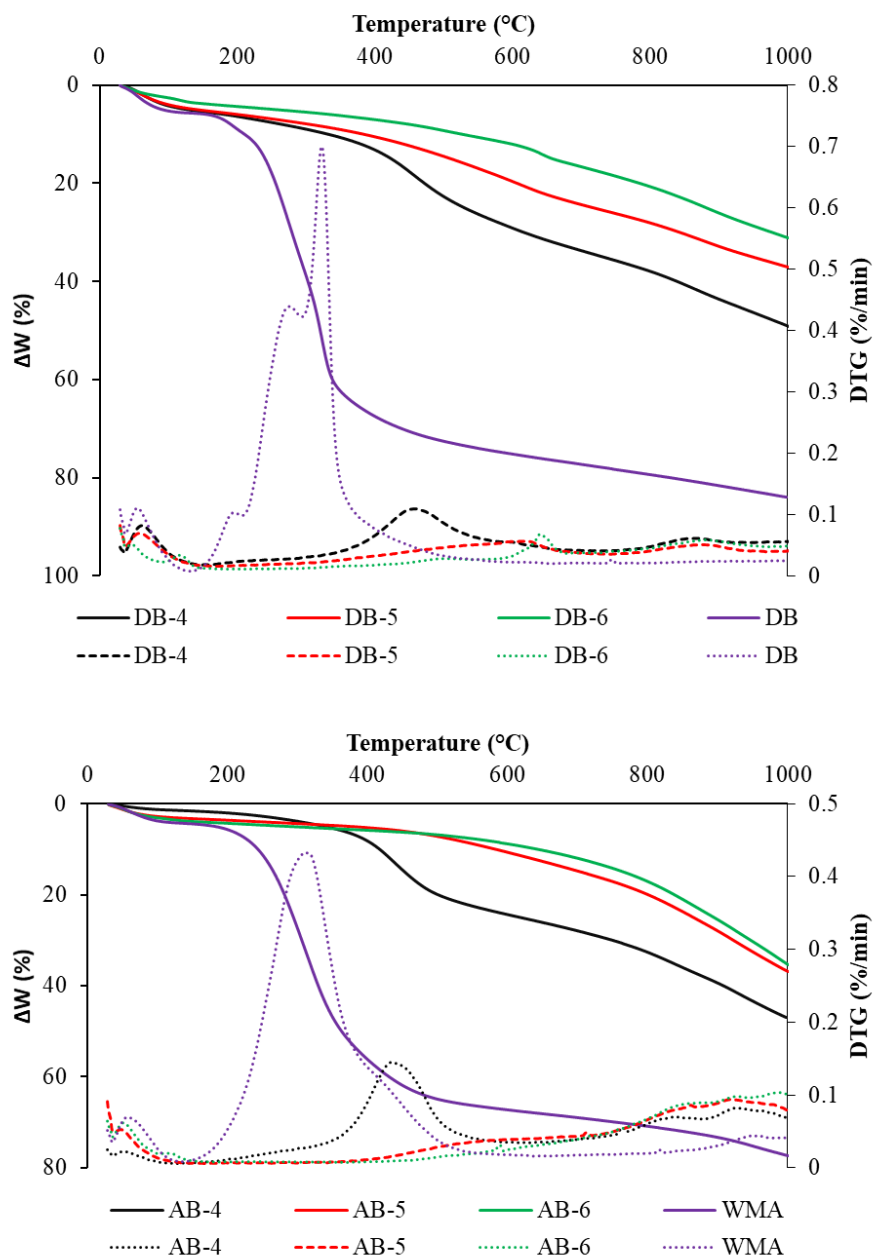 Temperature (°C)
0 200 400 600 800 1000
0 0.8
0.7
20
0.6
40 0.5
ΔW (%)
0.4
DTG (%/min)
60 0.3
0.2
80
0.1
100 0
DB-4 DB-5 DB-6 DB
DB-4 DB-5 DB-6 DB
Temperature (°C)
0 200 400 600 800 1000
0 0.5
0.4
20
0.3
ΔW (%)
40
DTG (%/min)
0.2
60
0.1
80 0
AB-4 AB-5 AB-6 WMA
AB-4 AB-5 AB-6 WMA